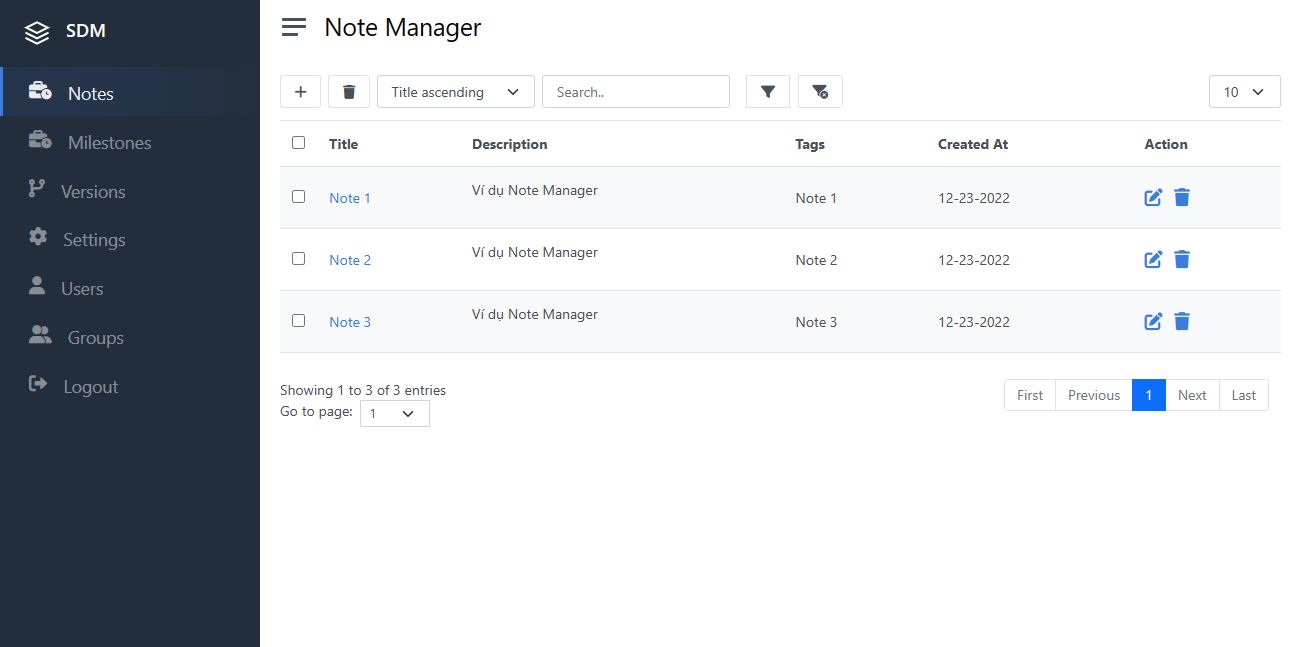 SDM
Notes
Milestones
Versions
Settings
Users
Groups
Logout
Note Manager
Title ascending
Search..
10
Title Description Tags Created At Action
Note 1 Ví dụ Note Manager Note 1 12-23-2022
Note 2 Ví dụ Note Manager Note 2 12-23-2022
Note 3 Ví dụ Note Manager Note 3 12-23-2022
Showing 1 to 3 of 3 entries
Go to page: 1
First Previous 1 Next Last